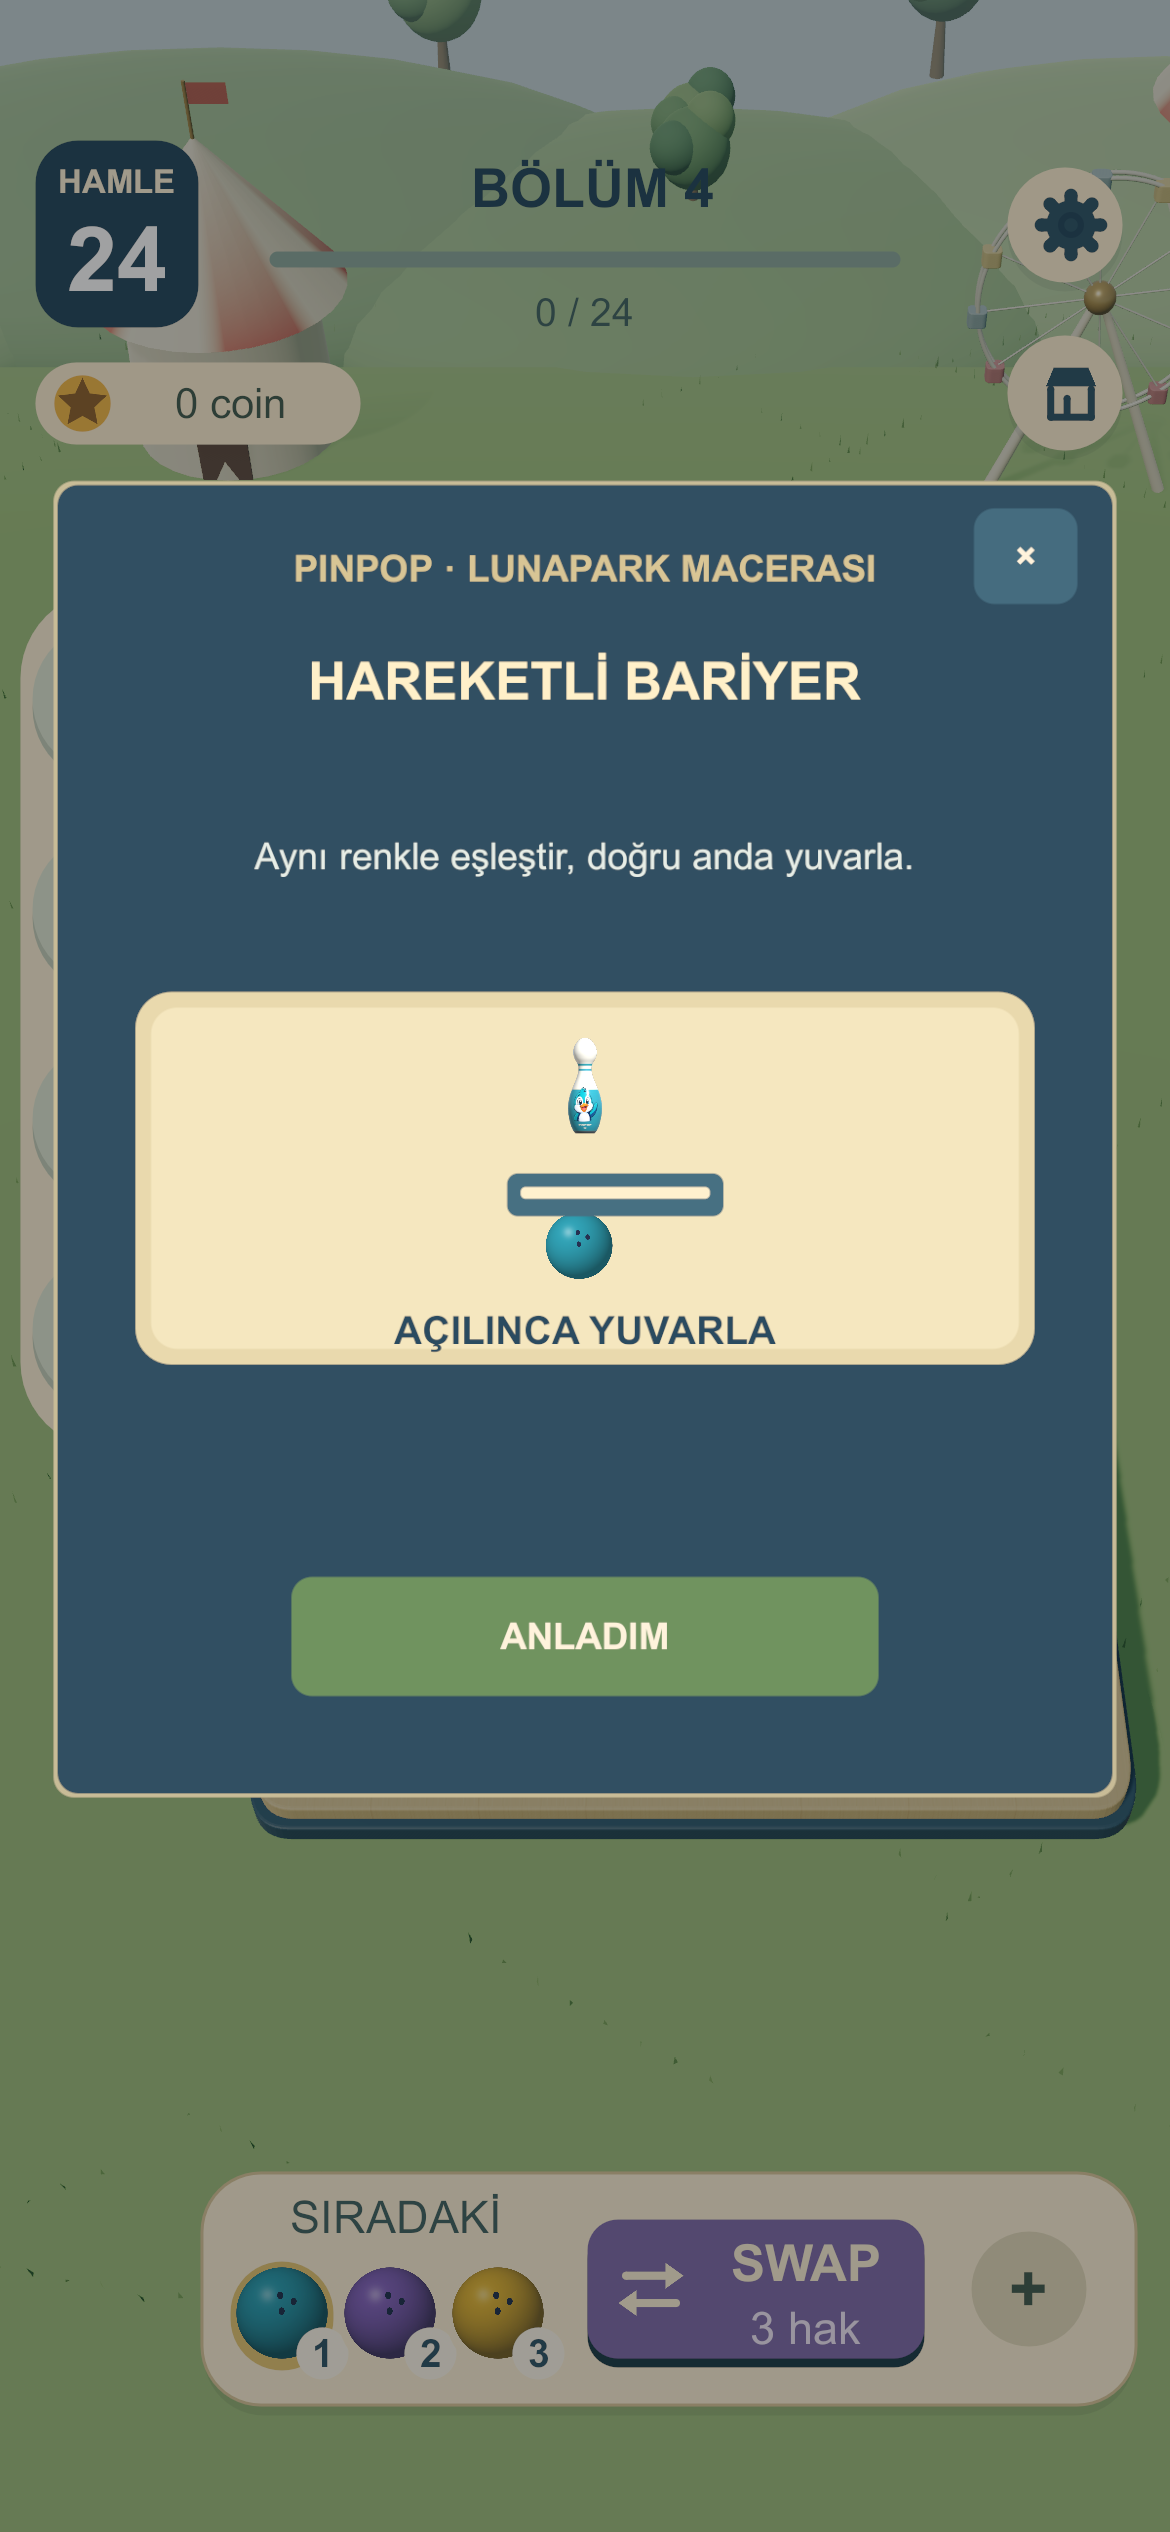 HAMLE
24
BÖLÜM 4
0 / 24
0 coin
PINPOP · LUNAPARK MACERASI
×
HAREKETLİ BARİYER
Aynı renkle eşleştir, doğru anda yuvarla.
AÇILINCA YUVARLA
ANLADIM
SIRADAKİ
1
2
3
SWAP
3 hak
+